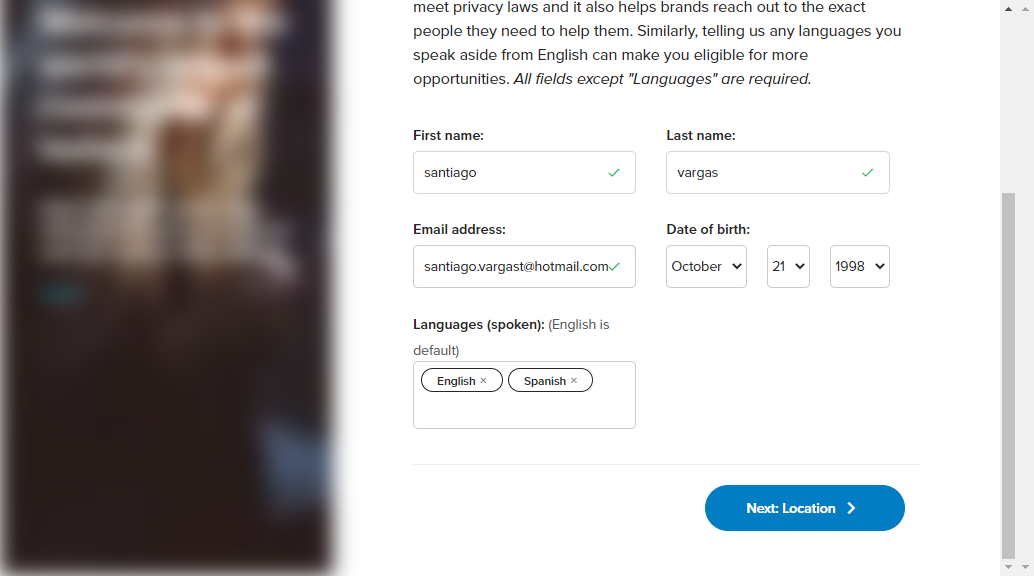 meet privacy laws and it also helps brands reach out to the exact
people they need to help them. Similarly, telling us any languages you
speak aside from English can make you eligible for more
opportunities. All fields except "Languages" are required.
First name:
Last name:
santiago
vargas
Email address:
Date of birth:
santiago.vargast@hotmail.com
October
21
1998
Languages (spoken): (English is
default)
English ×
Spanish ×
Next: Location